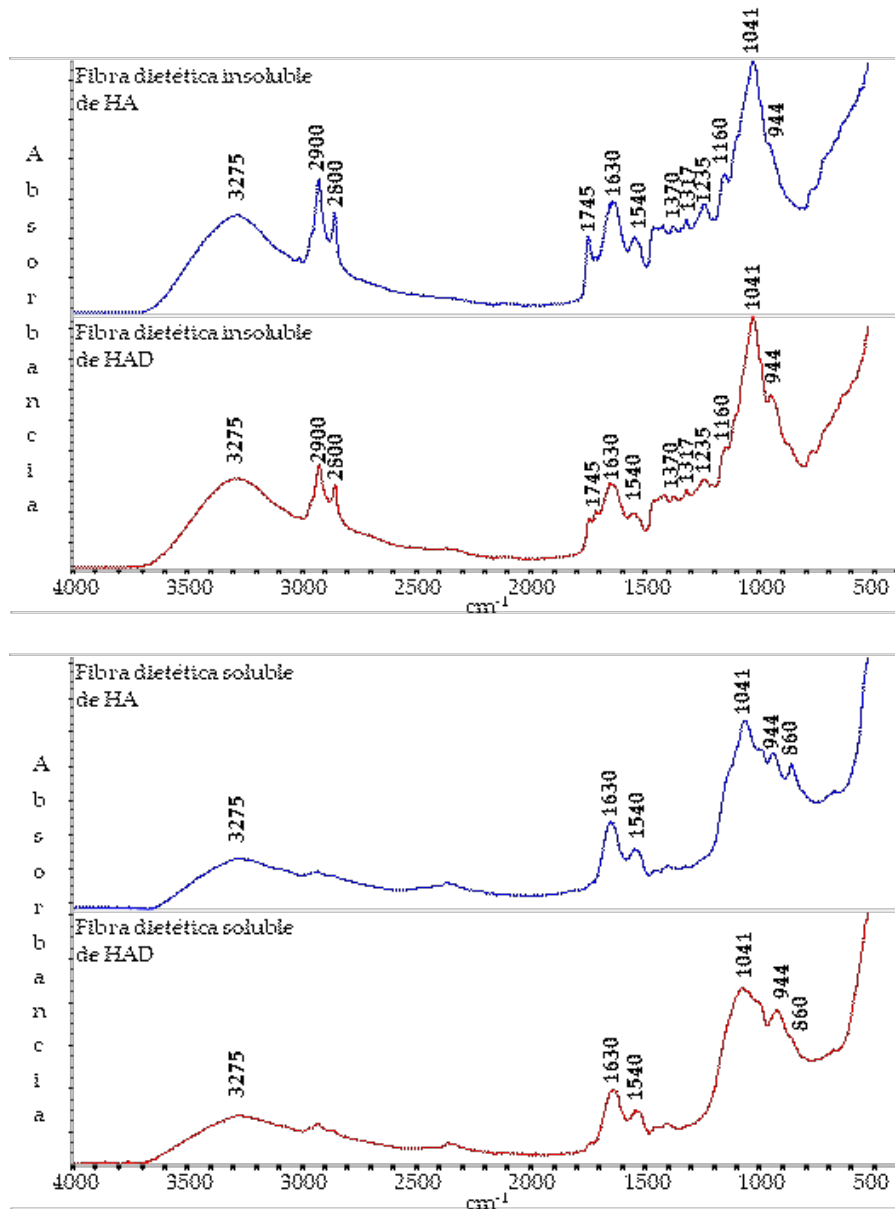 Fibra dietética insoluble
de HA
3275
2900
2800
1745
1630
1540
1370
1317
1235
1160
1041
944
Fibra dietética insoluble
de HAD
3275
2900
2800
1745
1630
1540
1370
1317
1235
1160
1041
944
Absorbancia
4000 3500 3000 2500 2000 1500 1000 500
cm-1
Fibra dietética soluble
de HA
3275
1630
1540
1041
944
860
Fibra dietética soluble
de HAD
3275
1630
1540
1041
944
860
Absorbancia
4000 3500 3000 2500 2000 1500 1000 500
cm-1